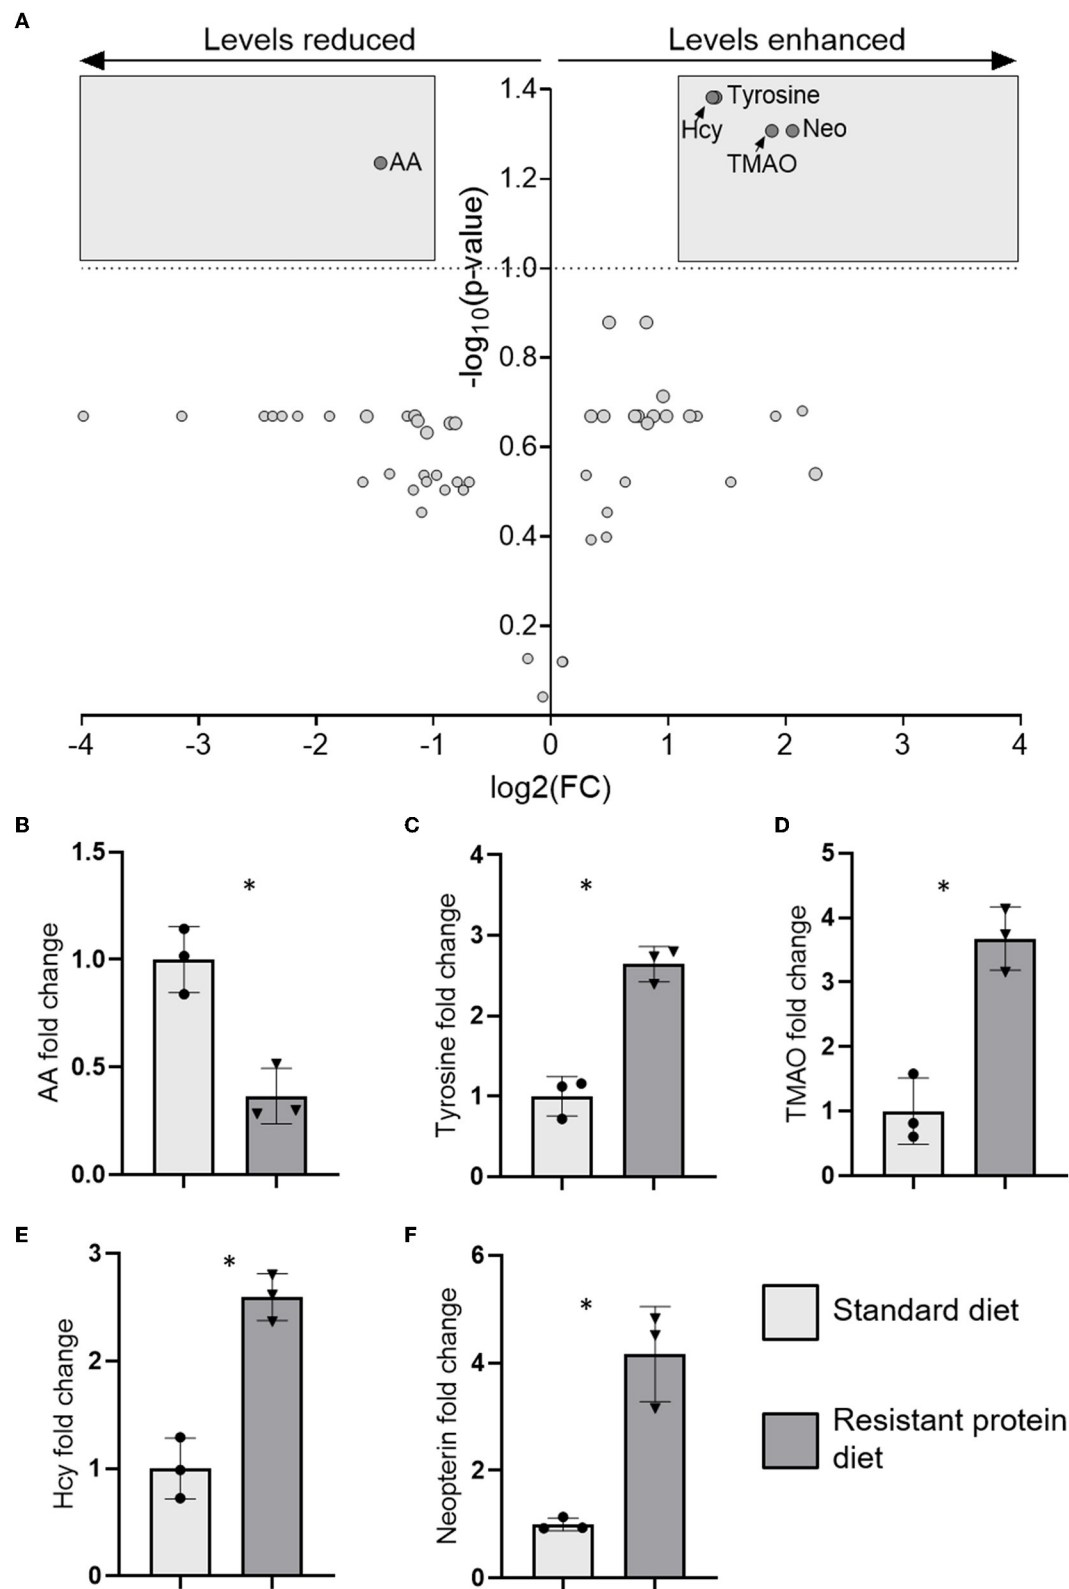 A
Levels reduced
Levels enhanced
1.4
Tyrosine
Hcy
Neo
TMAO
AA
1.2
1.0
-log10(p-value)
0.8
0.6
0.4
0.2
-4 -3 -2 -1 0 1 2 3 4
log2(FC)
B
AA fold change
1.5
1.0
0.5
0.0
*
C
Tyrosine fold change
4
3
2
1
0
*
D
TMAO fold change
5
4
3
2
1
0
*
E
Hcy fold change
3
2
1
0
*
F
Neopterin fold change
6
4
2
0
*
Standard diet
Resistant protein
diet